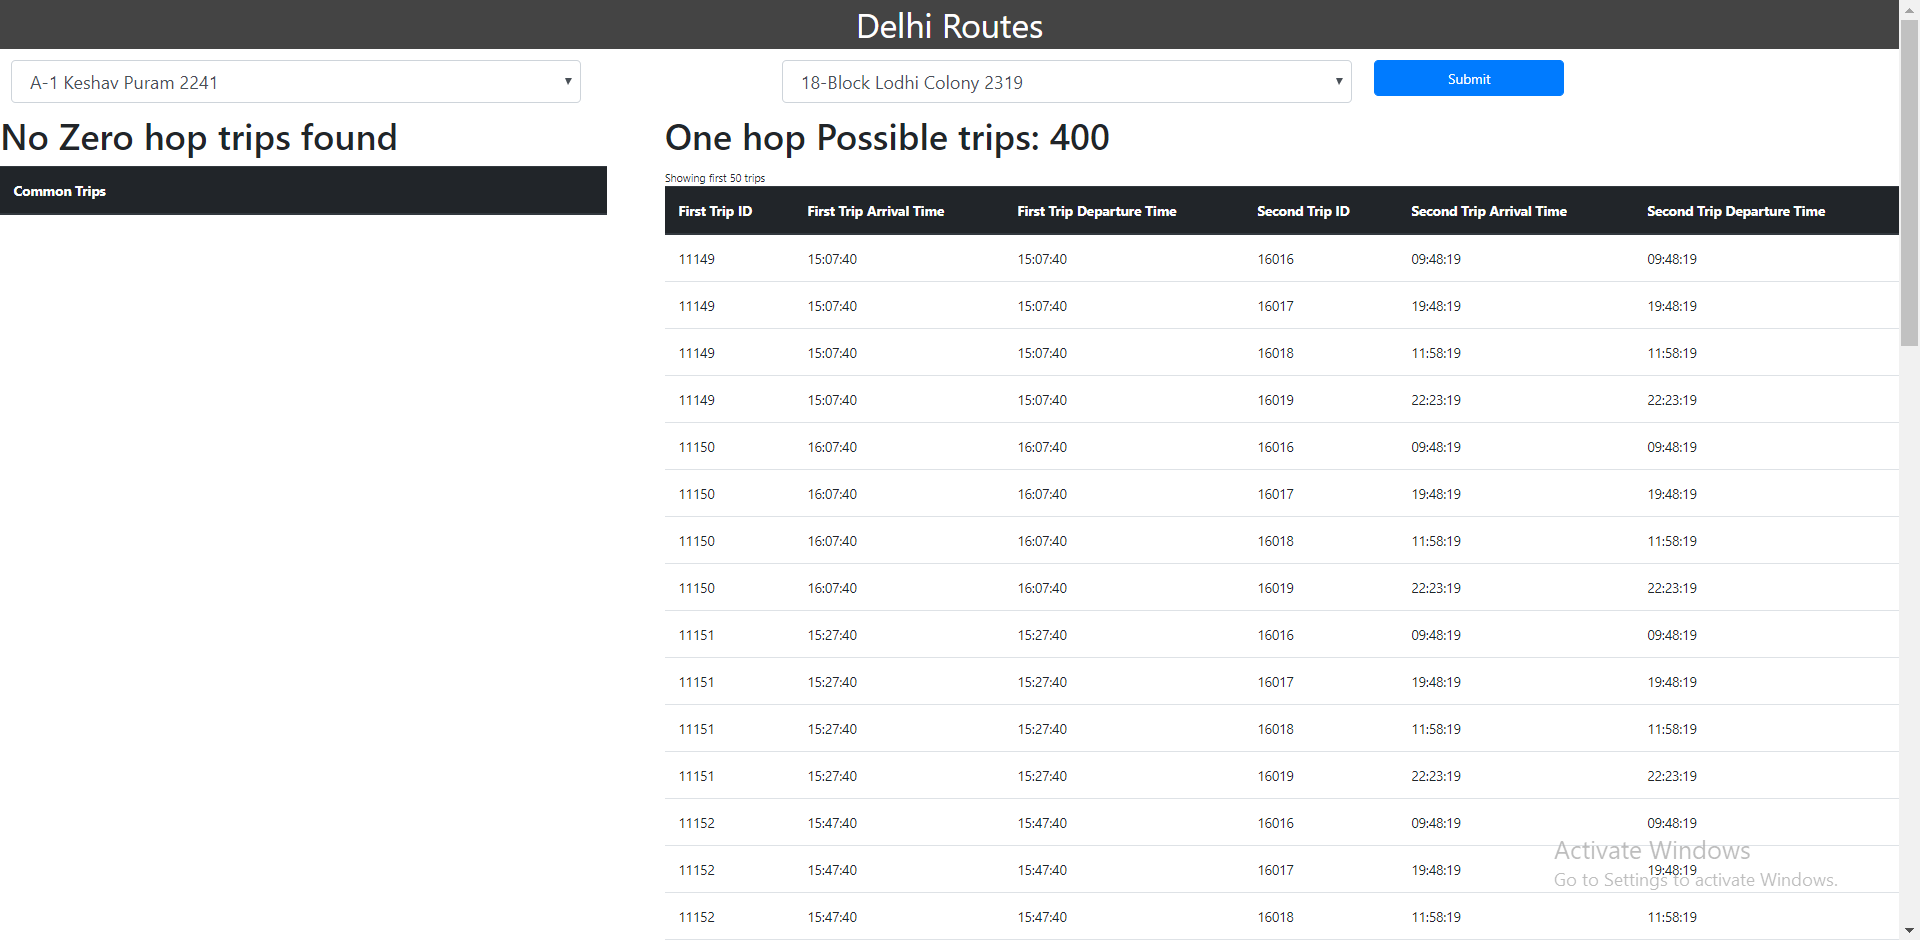 Delhi Routes
A-1 Keshav Puram 2241
18-Block Lodhi Colony 2319
Submit
No Zero hop trips found
Common Trips
One hop Possible trips: 400
Showing first 50 trips
First Trip ID First Trip Arrival Time First Trip Departure Time Second Trip ID Second Trip Arrival Time Second Trip Departure Time
11149 15:07:40 15:07:40 16016 09:48:19 09:48:19
11149 15:07:40 15:07:40 16017 19:48:19 19:48:19
11149 15:07:40 15:07:40 16018 11:58:19 11:58:19
11149 15:07:40 15:07:40 16019 22:23:19 22:23:19
11150 16:07:40 16:07:40 16016 09:48:19 09:48:19
11150 16:07:40 16:07:40 16017 19:48:19 19:48:19
11150 16:07:40 16:07:40 16018 11:58:19 11:58:19
11150 16:07:40 16:07:40 16019 22:23:19 22:23:19
11151 15:27:40 15:27:40 16016 09:48:19 09:48:19
11151 15:27:40 15:27:40 16017 19:48:19 19:48:19
11151 15:27:40 15:27:40 16018 11:58:19 11:58:19
11151 15:27:40 15:27:40 16019 22:23:19 22:23:19
11152 15:47:40 15:47:40 16016 09:48:19 09:48:19
11152 15:47:40 15:47:40 16017 19:48:19 19:48:19
11152 15:47:40 15:47:40 16018 11:58:19 11:58:19
Activate Windows
Go to Settings to activate Windows.